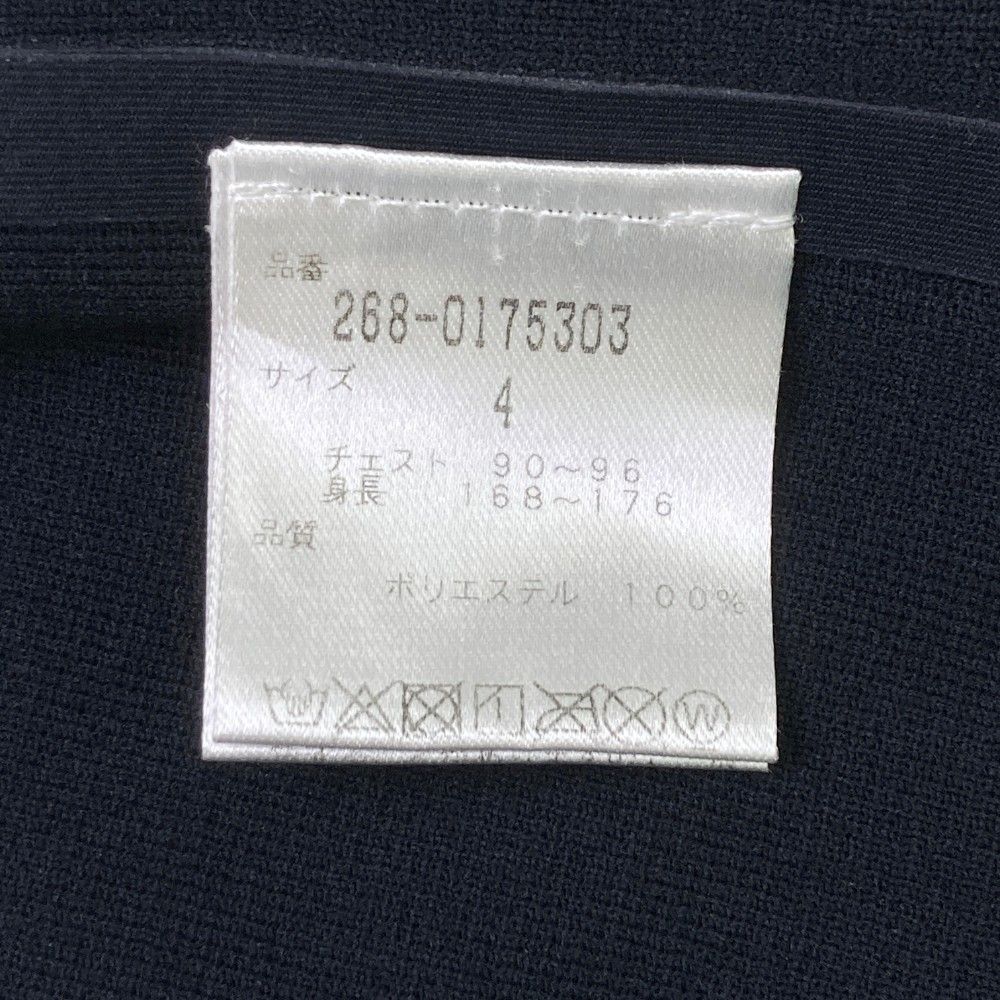 品番
268-0175303
サイズ
4
チェスト 90～96
身長 168～176
品質
ポリエステル 100%
W